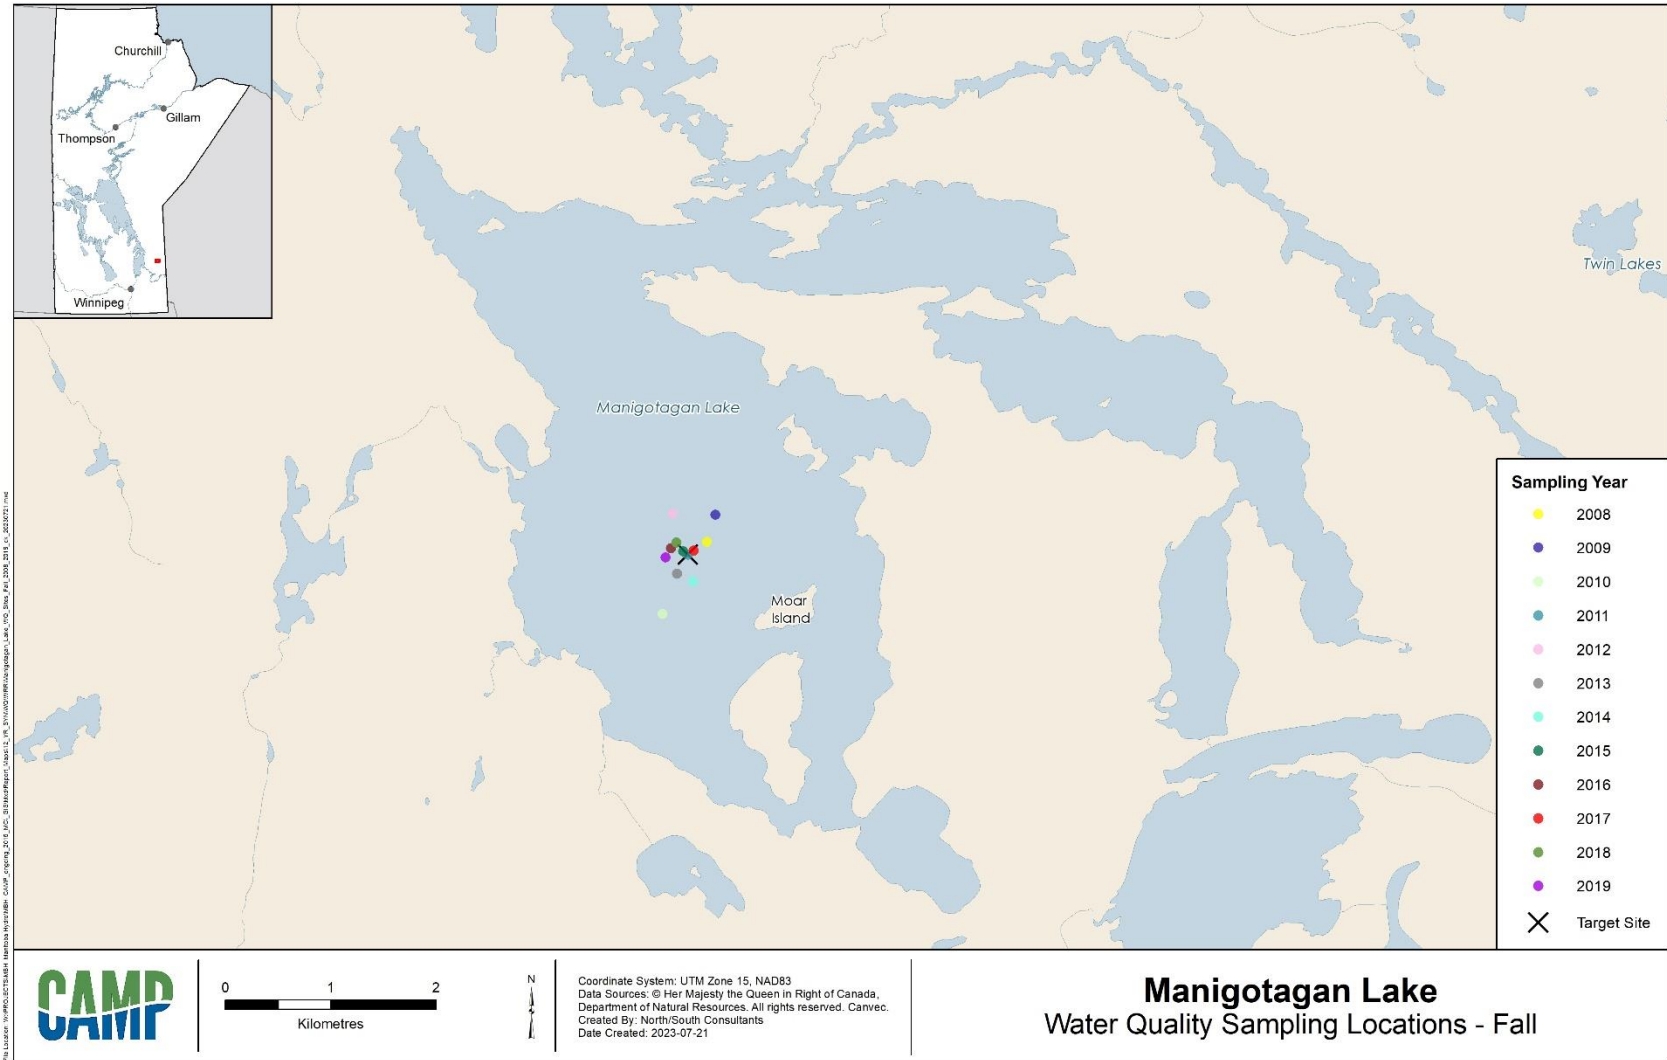 Churchill
Gillam
Thompson
Winnipeg
Twin Lakes
Manigotagan Lake
Moar
Island
Sampling Year
2008
2009
2010
2011
2012
2013
2014
2015
2016
2017
2018
2019
Target Site
CAMP
0 1 2
Kilometres
N
Coordinate System: UTM Zone 15, NAD83
Data Sources: © Her Majesty the Queen in Right of Canada,
Department of Natural Resources. All rights reserved. Canvec.
Created By: North/South Consultants
Date Created: 2023-07-21
Manigotagan Lake
Water Quality Sampling Locations - Fall